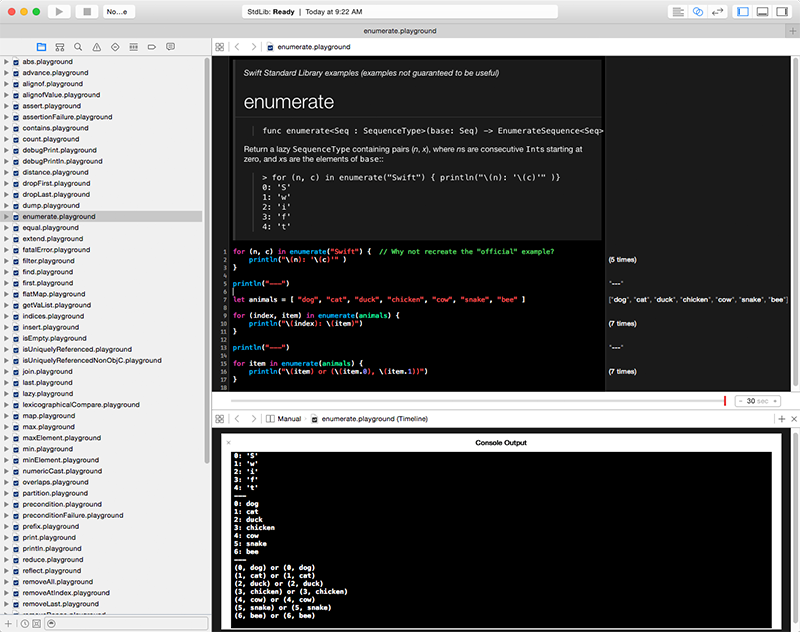 No...e
StdLib: Ready | Today at 9:22 AM
enumerate.playground
abs.playground
advance.playground
alignof.playground
alignofValue.playground
assert.playground
assertionFailure.playground
contains.playground
count.playground
debugPrint.playground
debugPrintln.playground
distance.playground
dropFirst.playground
dropLast.playground
dump.playground
enumerate.playground
equal.playground
extend.playground
fatalError.playground
filter.playground
find.playground
first.playground
flatMap.playground
getVaList.playground
indices.playground
insert.playground
isEmpty.playground
isUniquelyReferenced.playground
isUniquelyReferencedNonObjC.playground
join.playground
last.playground
lazy.playground
lexicographicalCompare.playground
map.playground
max.playground
maxElement.playground
min.playground
minElement.playground
numericCast.playground
overlaps.playground
partition.playground
precondition.playground
preconditionFailure.playground
prefix.playground
print.playground
println.playground
reduce.playground
reflect.playground
removeAll.playground
removeAtIndex.playground
removeLast.playground
enumerate.playground
Swift Standard Library examples (examples not guaranteed to be useful)
enumerate
func enumerate<Seq : SequenceType>(base: Seq) -> EnumerateSequence<Seq>
Return a lazy SequenceType containing pairs (n, x), where ns are consecutive Ints starting at
zero, and xs are the elements of base::
> for (n, c) in enumerate("Swift") { println("\(n): '\(c)'" )}
0: 'S'
1: 'w'
2: 'i'
3: 'f'
4: 't'
1 for (n, c) in enumerate("Swift") { // Why not recreate the "official" example?
2 println("\(n): '\(c)'" ) (5 times)
3 }
4
5 println("---") "---"
6
7 let animals = [ "dog", "cat", "duck", "chicken", "cow", "snake", "bee" ] ["dog", "cat", "duck", "chicken", "cow", "snake", "bee"]
8
9 for (index, item) in enumerate(animals) {
10 println("\(index): \(item)") (7 times)
11 }
12
13 println("---") "---"
14
15 for item in enumerate(animals) {
16 println("\(item) or (\(item.0), \(item.1))") (7 times)
17 }
18
- 30 sec +
Manual enumerate.playground (Timeline)
Console Output
0: 'S'
1: 'w'
2: 'i'
3: 'f'
4: 't'
---
0: dog
1: cat
2: duck
3: chicken
4: cow
5: snake
6: bee
---
(0, dog) or (0, dog)
(1, cat) or (1, cat)
(2, duck) or (2, duck)
(3, chicken) or (3, chicken)
(4, cow) or (4, cow)
(5, snake) or (5, snake)
(6, bee) or (6, bee)